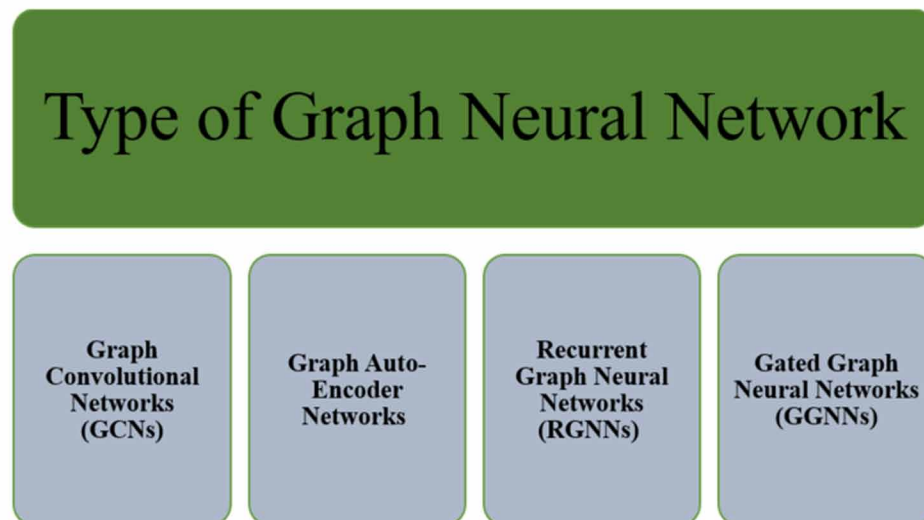 Type of Graph Neural Network
Graph
Convolutional
Networks
(GCNs)
Graph Auto-
Encoder
Networks
Recurrent
Graph Neural
Networks
(RGNNs)
Gated Graph
Neural Networks
(GGNNs)